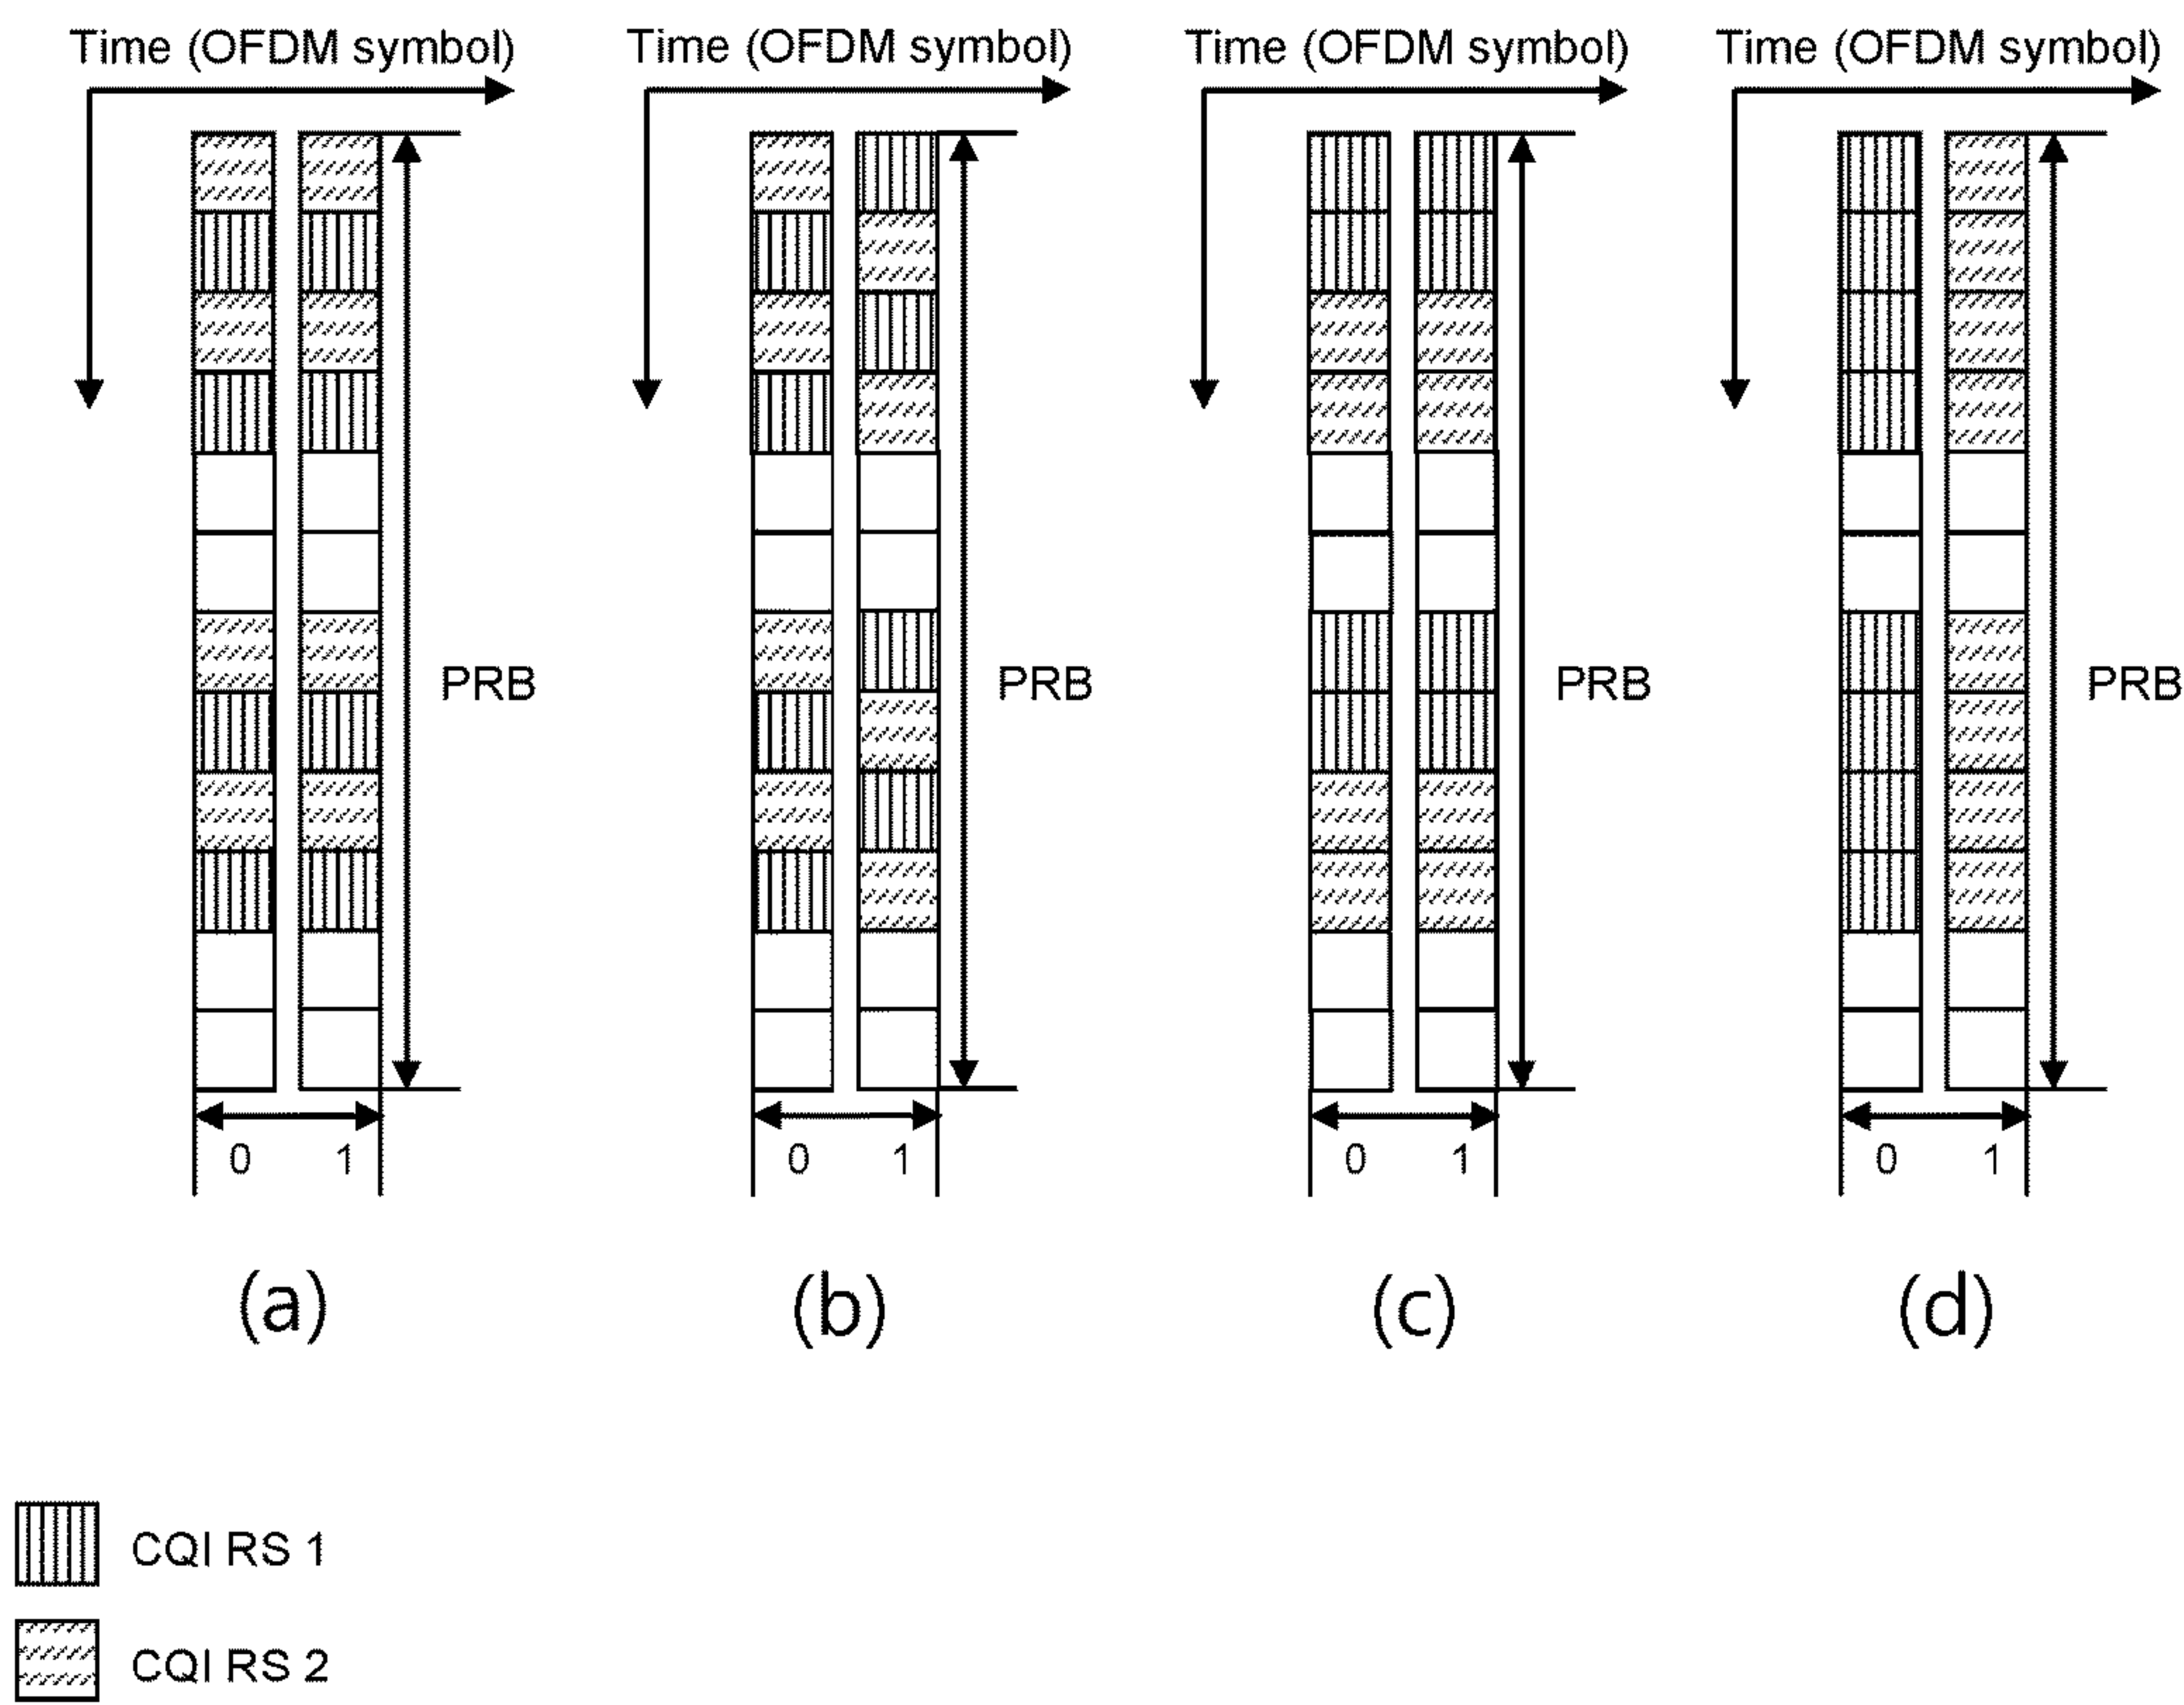 Time (OFDM symbol) Time (OFDM symbol) Time (OFDM symbol) Time (OFDM symbol)
PRB PRB PRB PRB
0 1 0 1 0 1 0 1
(a) (b) (c) (d)
CQI RS 1
CQI RS 2